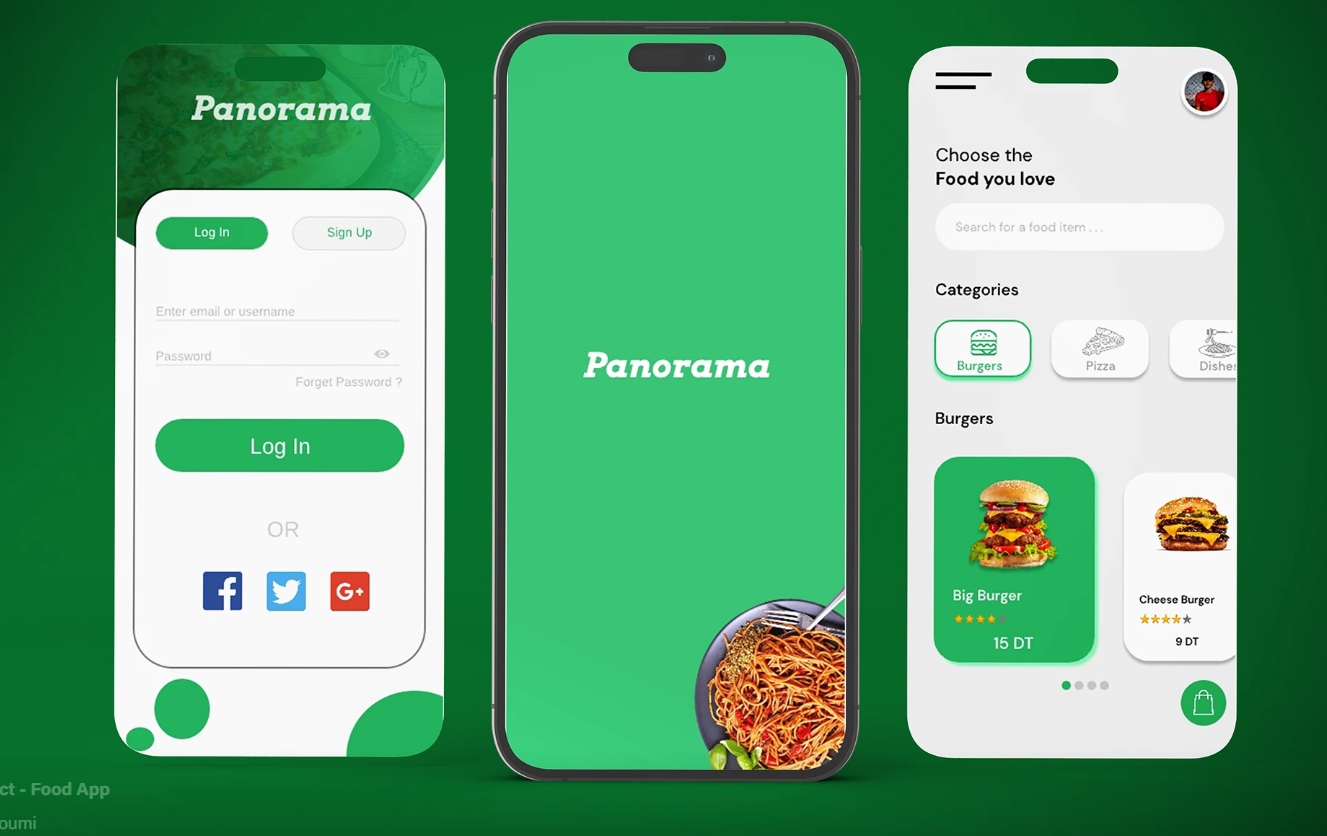 Panorama
Log In
Sign Up
Enter email or username
Password
Forget Password ?
Log In
OR
f
G+
Panorama
Choose the
Food you love
Search for a food item . . .
Categories
Burgers
Pizza
Dishes
Burgers
Big Burger
15 DT
Cheese Burger
9 DT
ct - Food App
oumi